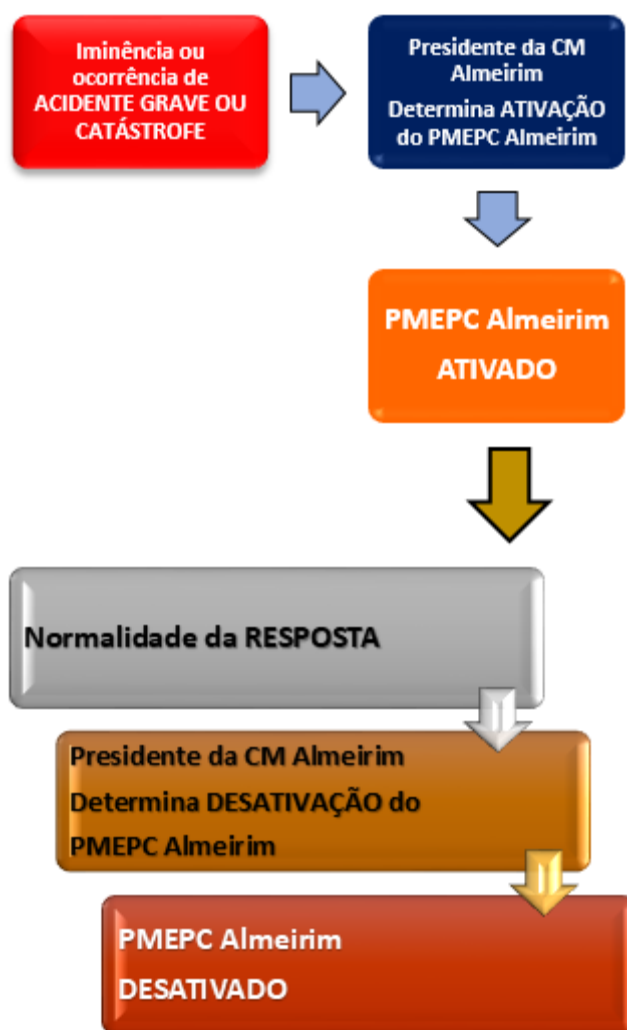 Iminência ou
ocorrência de
ACIDENTE GRAVE OU
CATÁSTROFE
Presidente da CM
Almeirim
Determina ATIVAÇÃO
do PMEPC Almeirim
PMEPC Almeirim
ATIVADO
Normalidade da RESPOSTA
Presidente da CM Almeirim
Determina DESATIVAÇÃO do
PMEPC Almeirim
PMEPC Almeirim
DESATIVADO